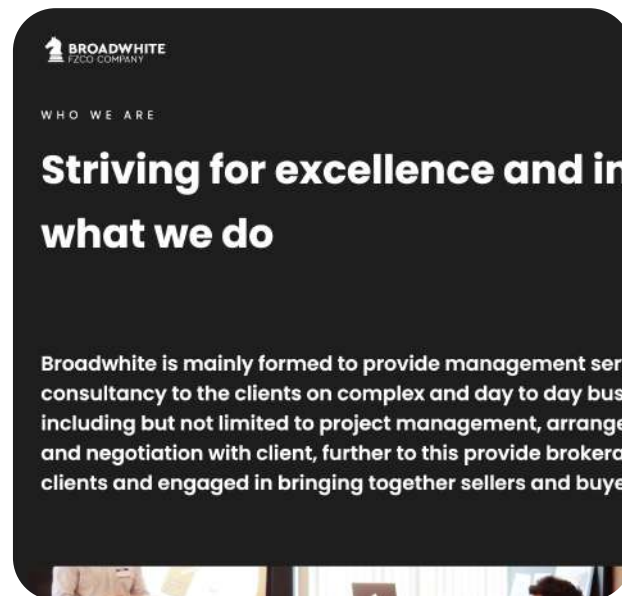 BROADWHITE
FZCO COMPANY
WHO WE ARE
Striving for excellence and in
what we do
Broadwhite is mainly formed to provide management ser
consultancy to the clients on complex and day to day bus
including but not limited to project management, arrange
and negotiation with client, further to this provide brokera
clients and engaged in bringing together sellers and buye